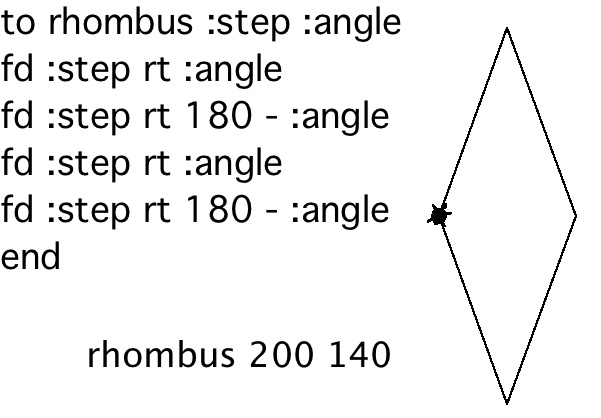 to rhombus :step :angle
fd :step rt :angle
fd :step rt 180 - :angle
fd :step rt :angle
fd :step rt 180 - :angle
end
rhombus 200 140